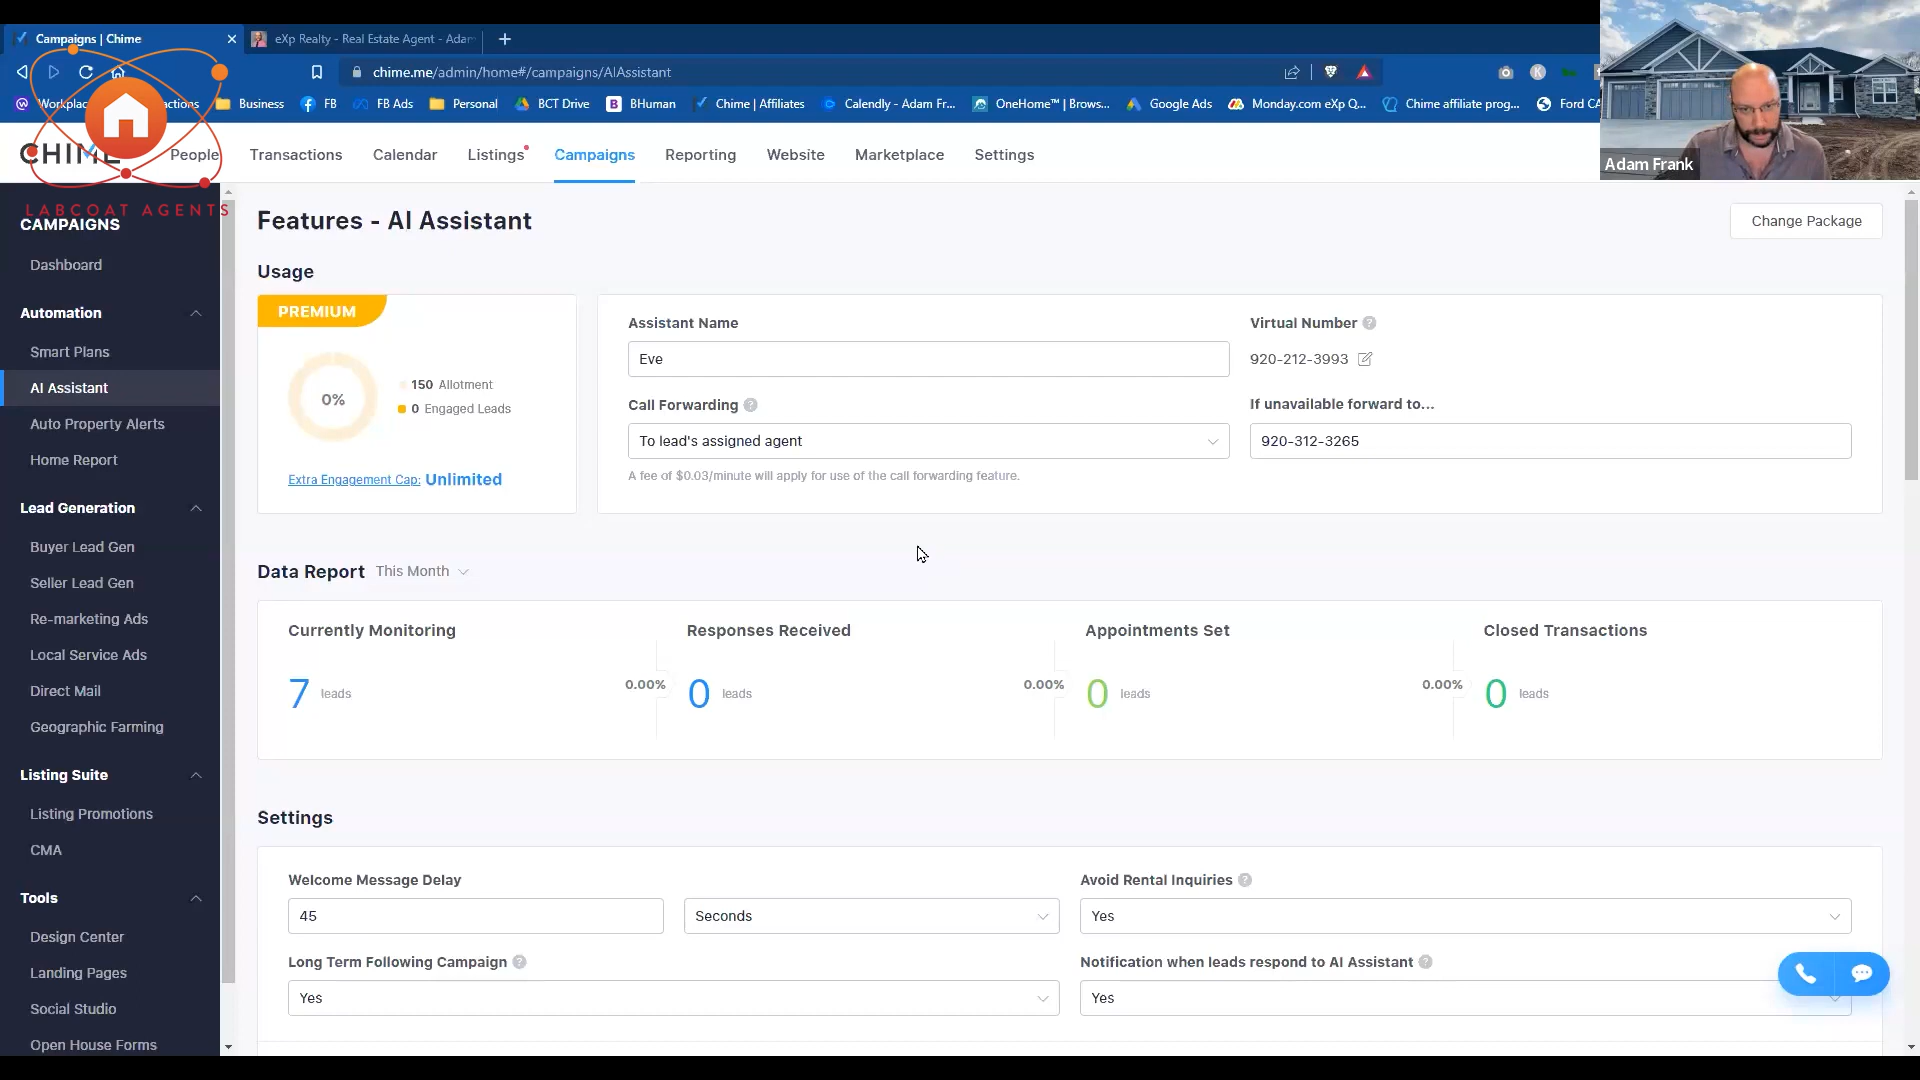 Campaigns | Chime
eXp Realty - Real Estate Agent - Adam
chime.me/admin/home#/campaigns/AIAssistant
Business
FB
FB Ads
Personal
BCT Drive
BHuman
Chime | Affiliates
Calendly - Adam Fr...
OneHome™ | Brows...
Google Ads
Monday.com eXp Q...
Chime affiliate prog...
Adam Frank
CHIME
People
Transactions
Calendar
Listings
Campaigns
Reporting
Website
Marketplace
Settings
LABCOAT AGENTS
CAMPAIGNS
Dashboard
Automation
Smart Plans
AI Assistant
Auto Property Alerts
Home Report
Lead Generation
Buyer Lead Gen
Seller Lead Gen
Re-marketing Ads
Local Service Ads
Direct Mail
Geographic Farming
Listing Suite
Listing Promotions
CMA
Tools
Design Center
Landing Pages
Social Studio
Open House Forms
Features - AI Assistant
Change Package
Usage
PREMIUM
0%
150 Allotment
0 Engaged Leads
Extra Engagement Cap: Unlimited
Assistant Name
Eve
Virtual Number
920-212-3993
Call Forwarding
To lead's assigned agent
A fee of $0.03/minute will apply for use of the call forwarding feature.
If unavailable forward to...
920-312-3265
Data Report This Month
Currently Monitoring
7 leads
0.00%
Responses Received
0 leads
0.00%
Appointments Set
0 leads
0.00%
Closed Transactions
0 leads
Settings
Welcome Message Delay
45
Seconds
Avoid Rental Inquiries
Yes
Long Term Following Campaign
Yes
Notification when leads respond to AI Assistant
Yes